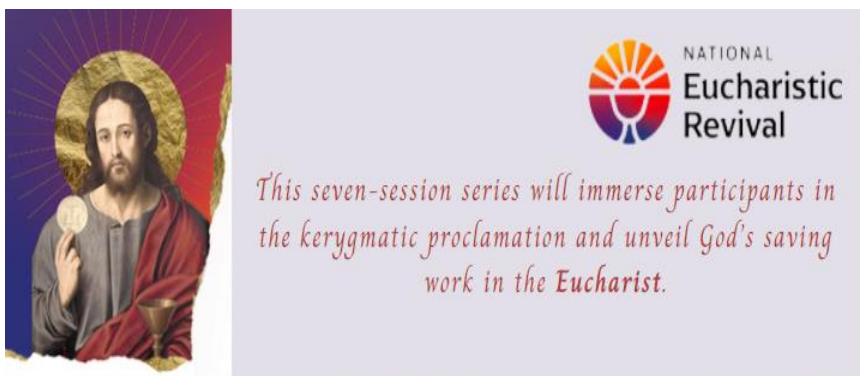 NATIONAL
Eucharistic
Revival
This seven-session series will immerse participants in
the kerygmatic proclamation and unveil God's saving
work in the Eucharist.